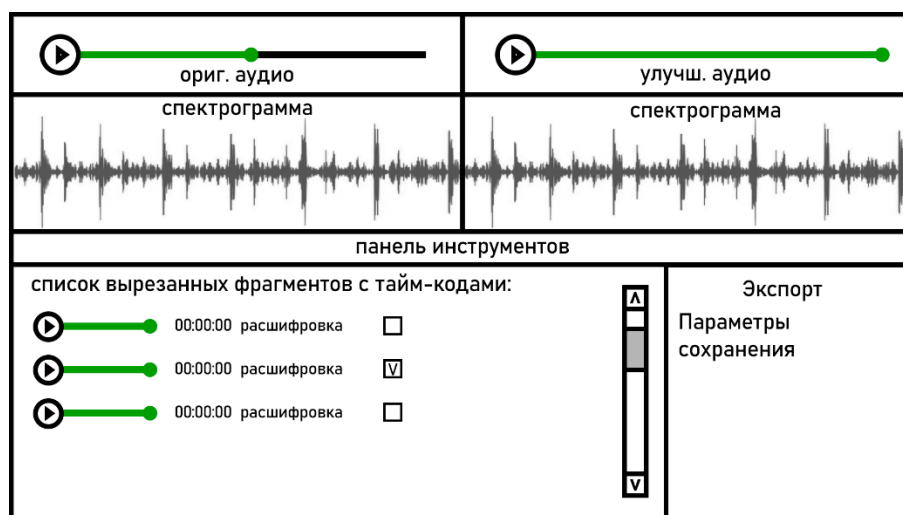 ориг. аудио
улучш. аудио
спектрограмма
спектрограмма
панель инструментов
список вырезанных фрагментов с тайм-кодами:
00:00:00 расшифровка
00:00:00 расшифровка V
00:00:00 расшифровка
Λ
V
Экспорт
Параметры
сохранения